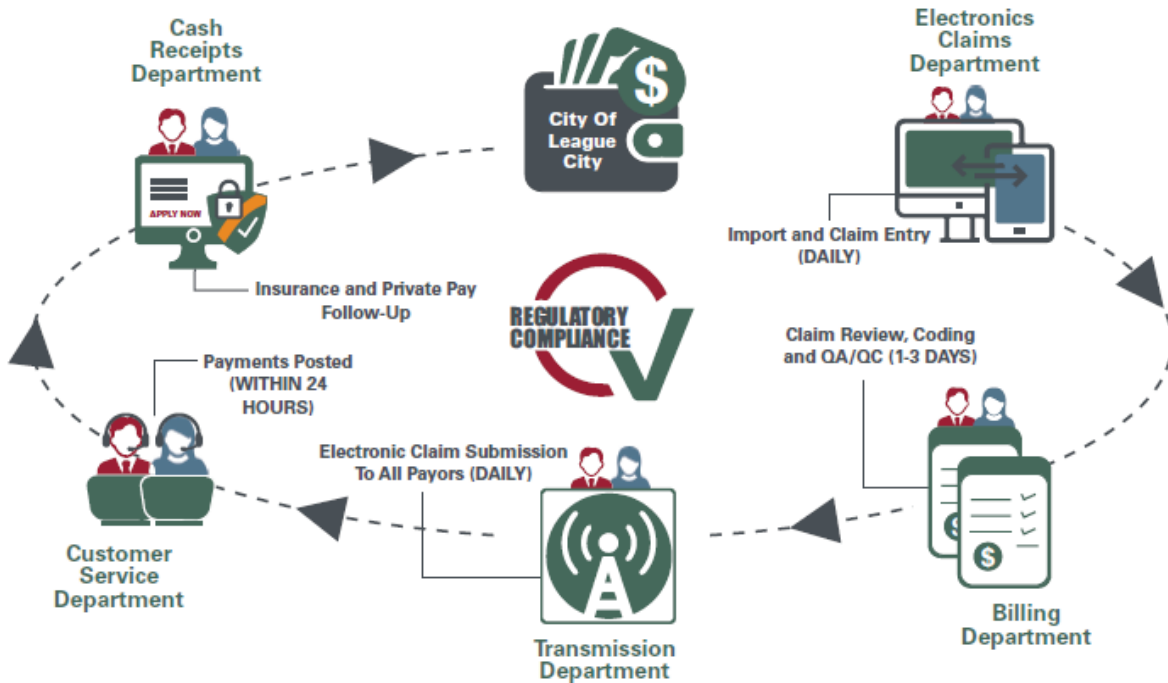 Cash
Receipts
Department
APPLY NOW
Insurance and Private Pay
Follow-Up
City Of
League
City
$
Electronics
Claims
Department
Import and Claim Entry
(DAILY)
REGULATORY
COMPLIANCE
Claim Review, Coding
and QA/QC (1-3 DAYS)
$
$
Billing
Department
Electronic Claim Submission
To All Payors (DAILY)
Transmission
Department
Payments Posted
(WITHIN 24
HOURS)
Customer
Service
Department